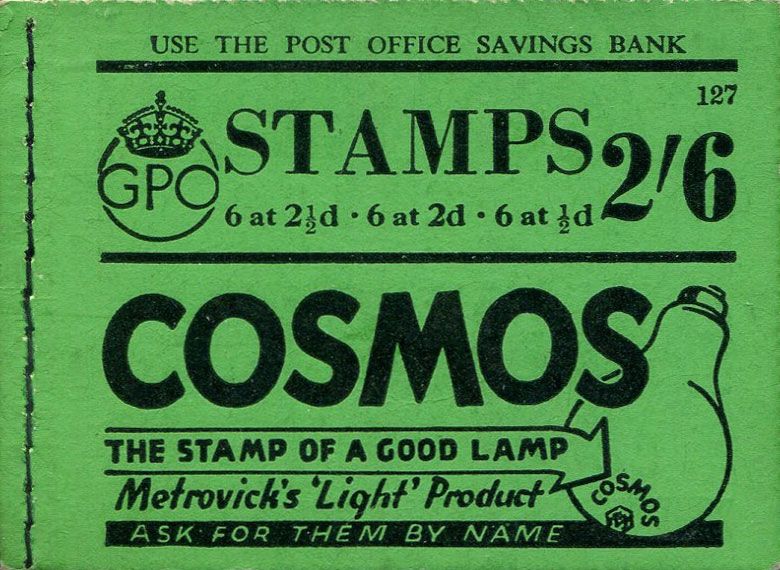 USE THE POST OFFICE SAVINGS BANK
127
GPO
STAMPS 2/6
6 at 2½d · 6 at 2d · 6 at ½d
COSMOS
THE STAMP OF A GOOD LAMP
Metrovick's 'Light' Product
COSMOS
ASK FOR THEM BY NAME